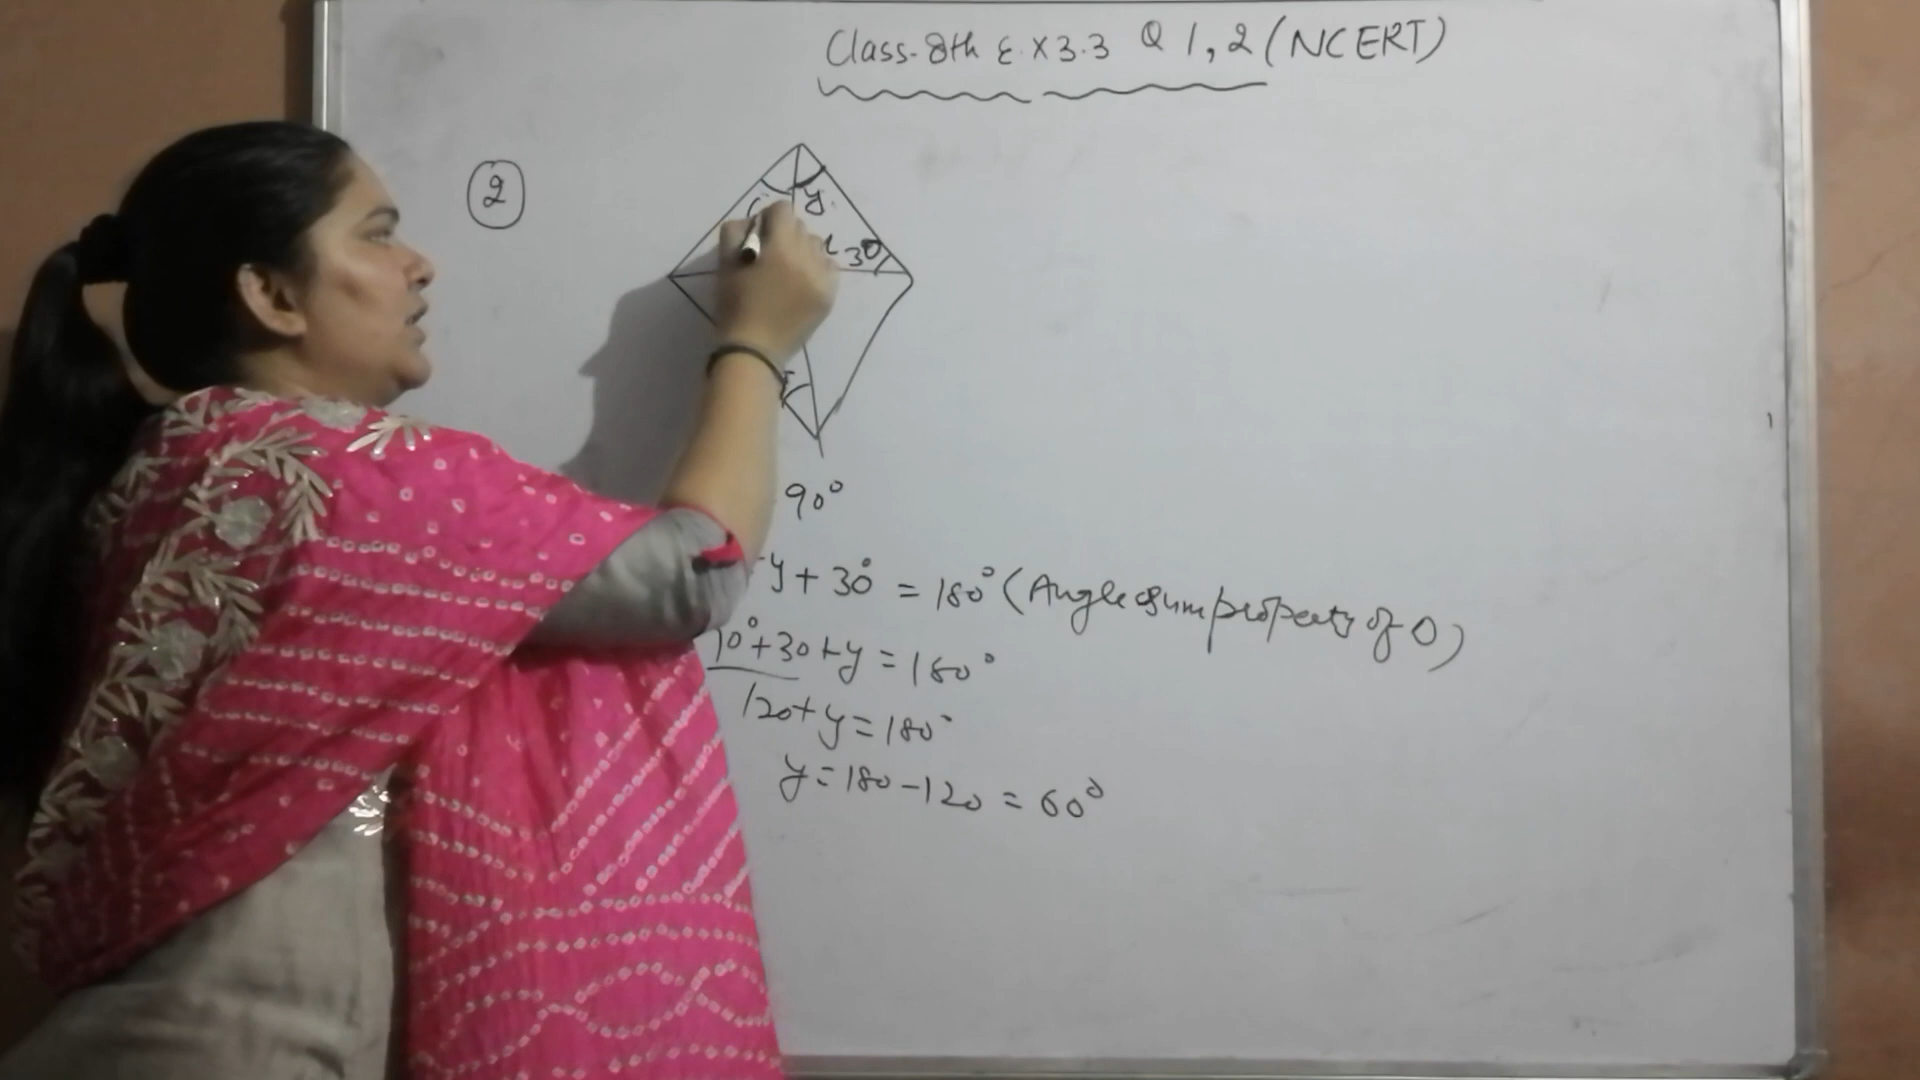 Class-8th E.X 3.3 Q 1, 2 (NCERT)
2
y
30
90°
y + 30° = 180° (Angle sum property of Δ)
90° + 30 + y = 180°
120 + y = 180°
y = 180 - 120 = 60°